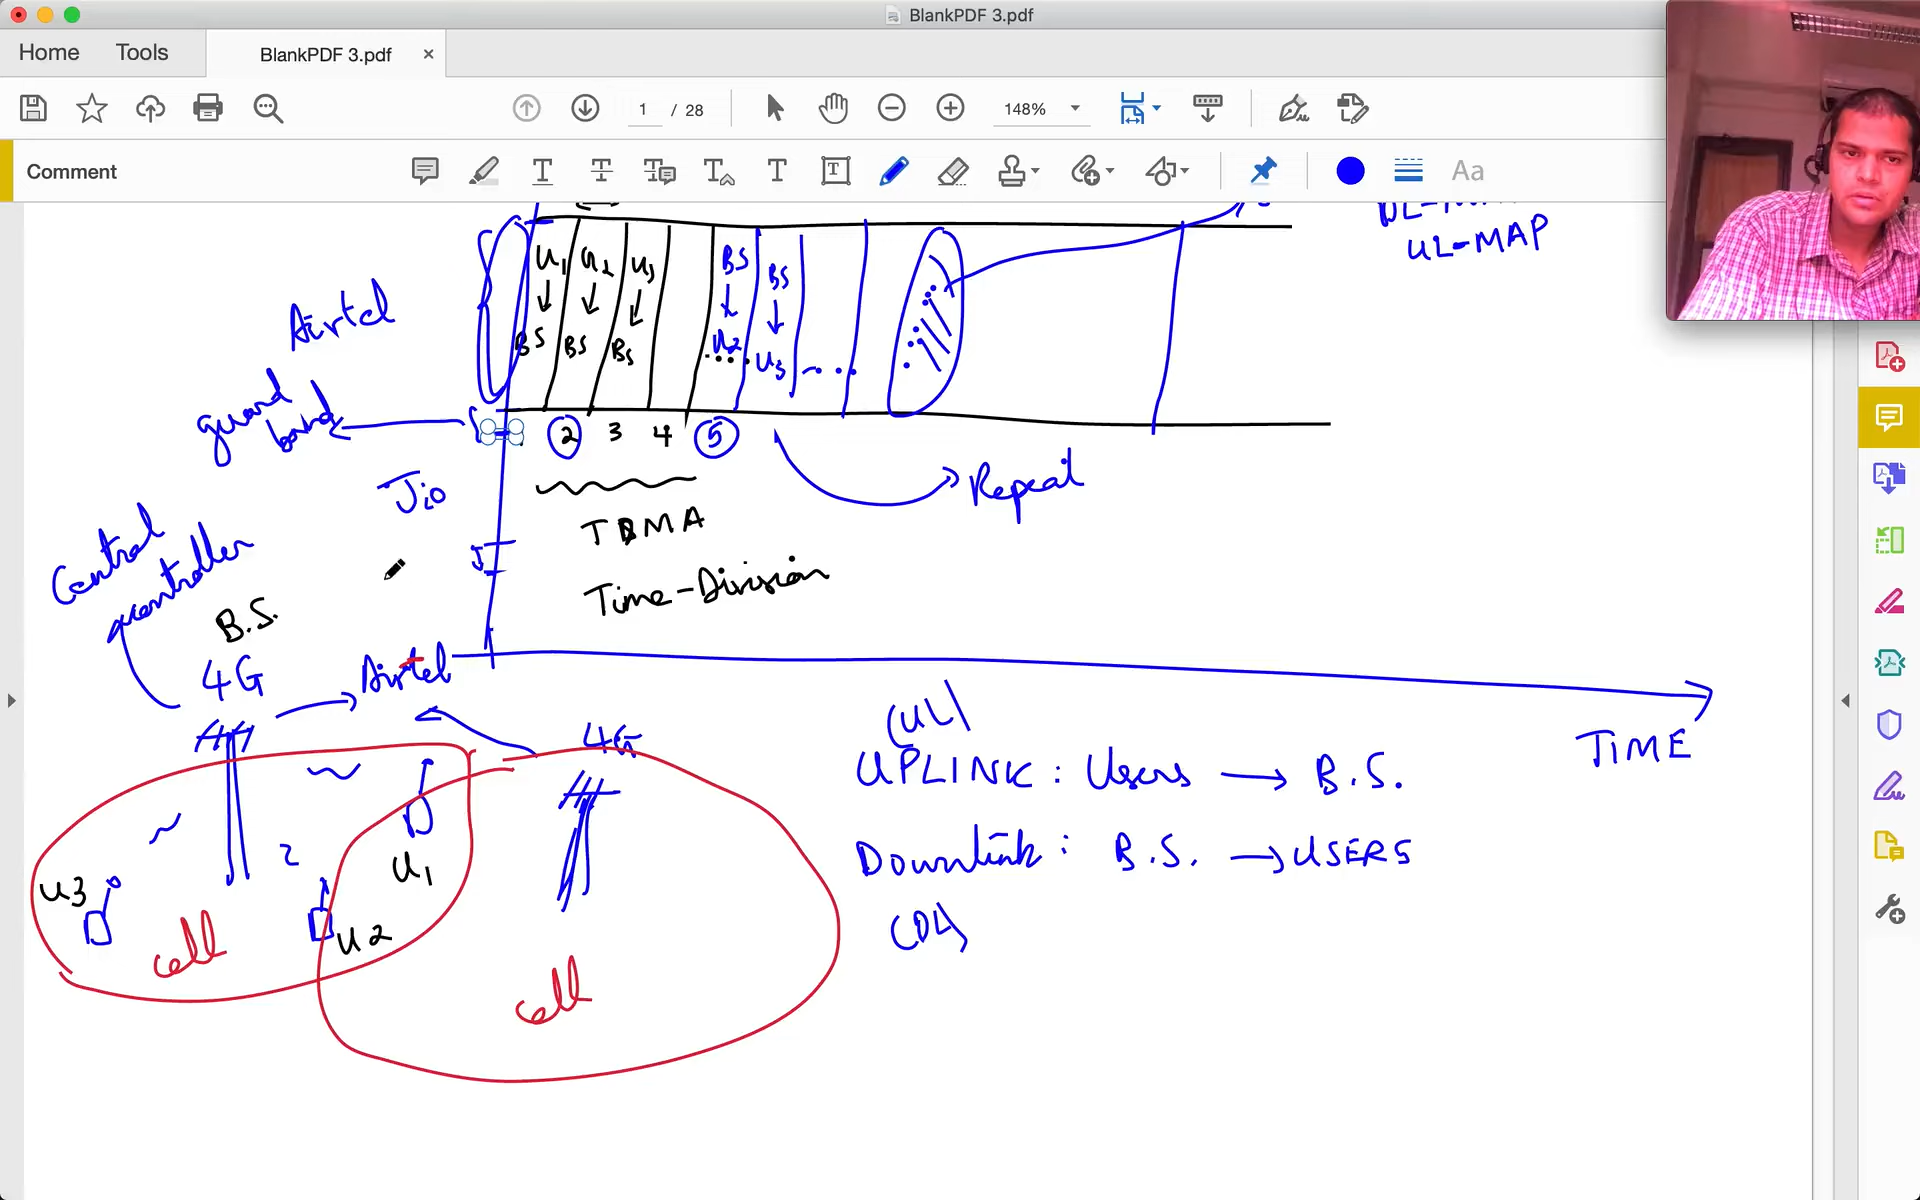 BlankPDF 3.pdf
Home Tools BlankPDF 3.pdf ×
1 / 28 148%
Comment
Aa
UL-MAP
U1 U2 U3 BS BS
BS BS BS U2 U3
Airtel
guard band
2 3 4 5
Repeat
Jio
TDMA
Time-Division
Central
controller
B.S.
4G
Airtel
4G
(UL)
TIME
UPLINK : Users → B.S.
Downlink : B.S. → USERS
(DL)
U1
U3
U2
cell
cell